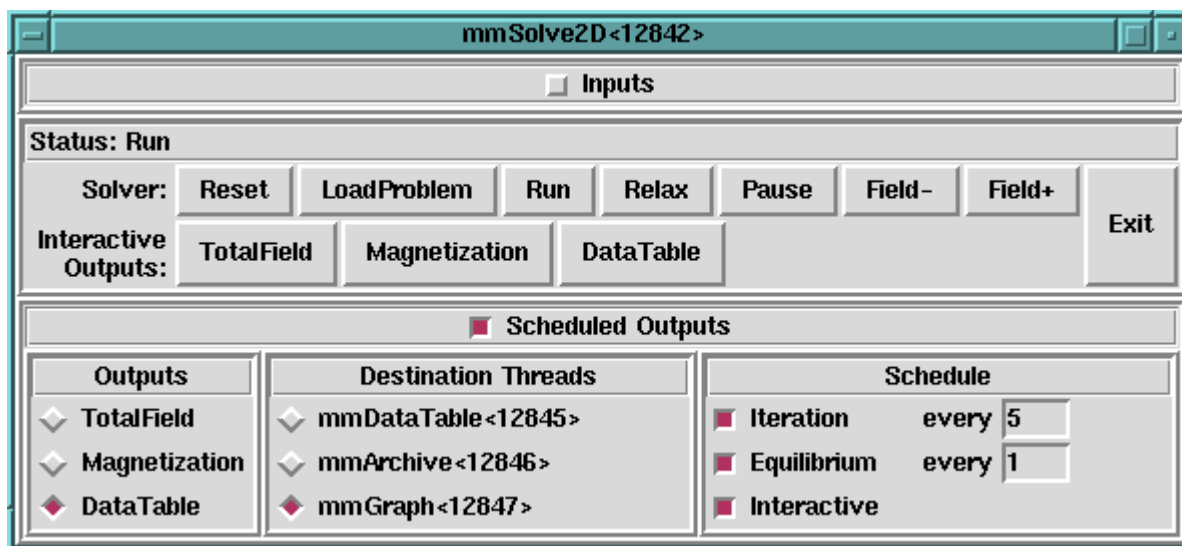 mmSolve2D<12842>
Inputs
Status: Run
Solver: Reset LoadProblem Run Relax Pause Field- Field+ Exit
Interactive Outputs: TotalField Magnetization DataTable
Scheduled Outputs
Outputs Destination Threads Schedule
TotalField mmDataTable<12845> Iteration every 5
Magnetization mmArchive<12846> Equilibrium every 1
DataTable mmGraph<12847> Interactive